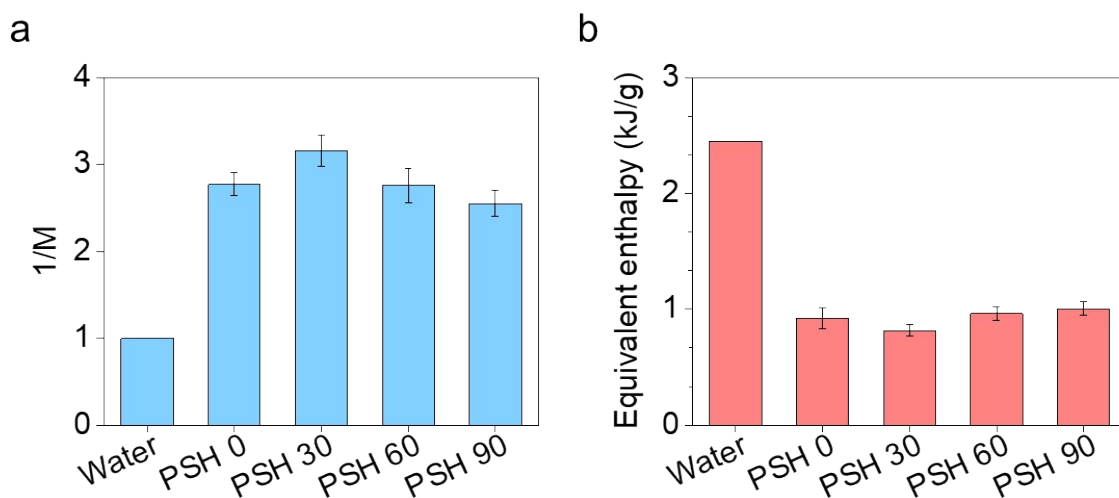 a
1/M
4
3
2
1
0
Water
PSH 0
PSH 30
PSH 60
PSH 90
b
Equivalent enthalpy (kJ/g)
3
2
1
0
Water
PSH 0
PSH 30
PSH 60
PSH 90